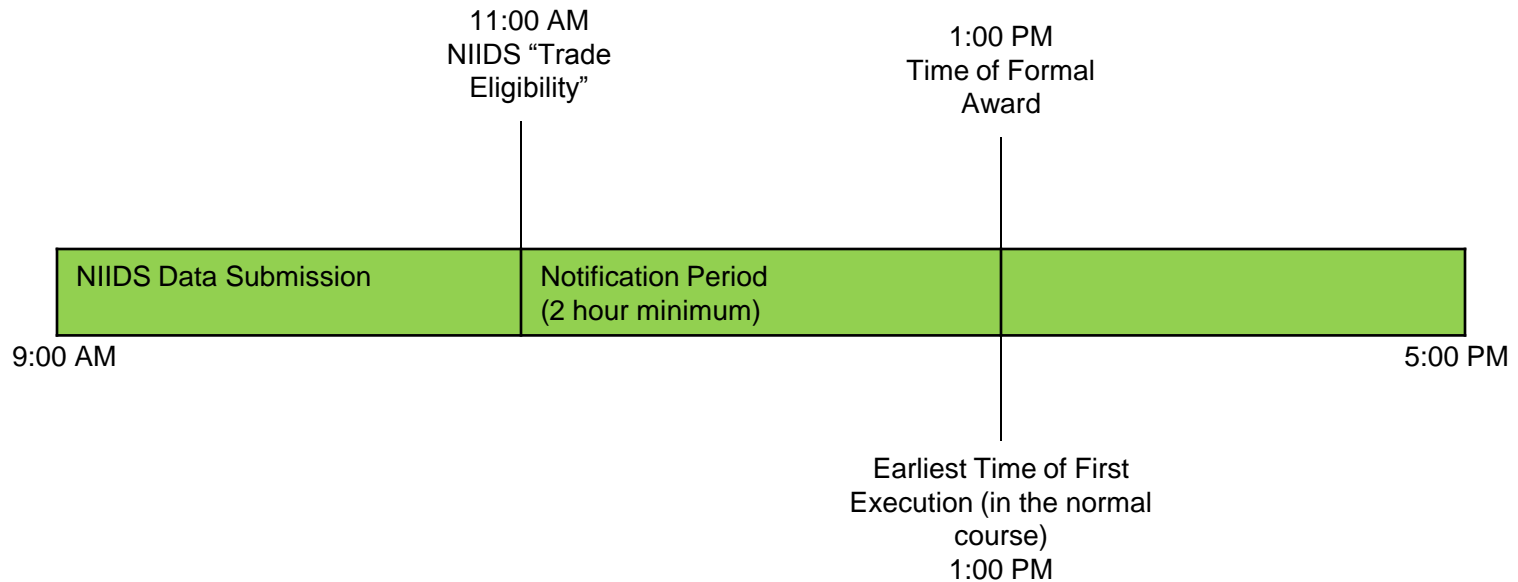 11:00 AM
NIIDS “Trade
Eligibility”
1:00 PM
Time of Formal
Award
NIIDS Data Submission
Notification Period
(2 hour minimum)
9:00 AM
5:00 PM
Earliest Time of First
Execution (in the normal
course)
1:00 PM